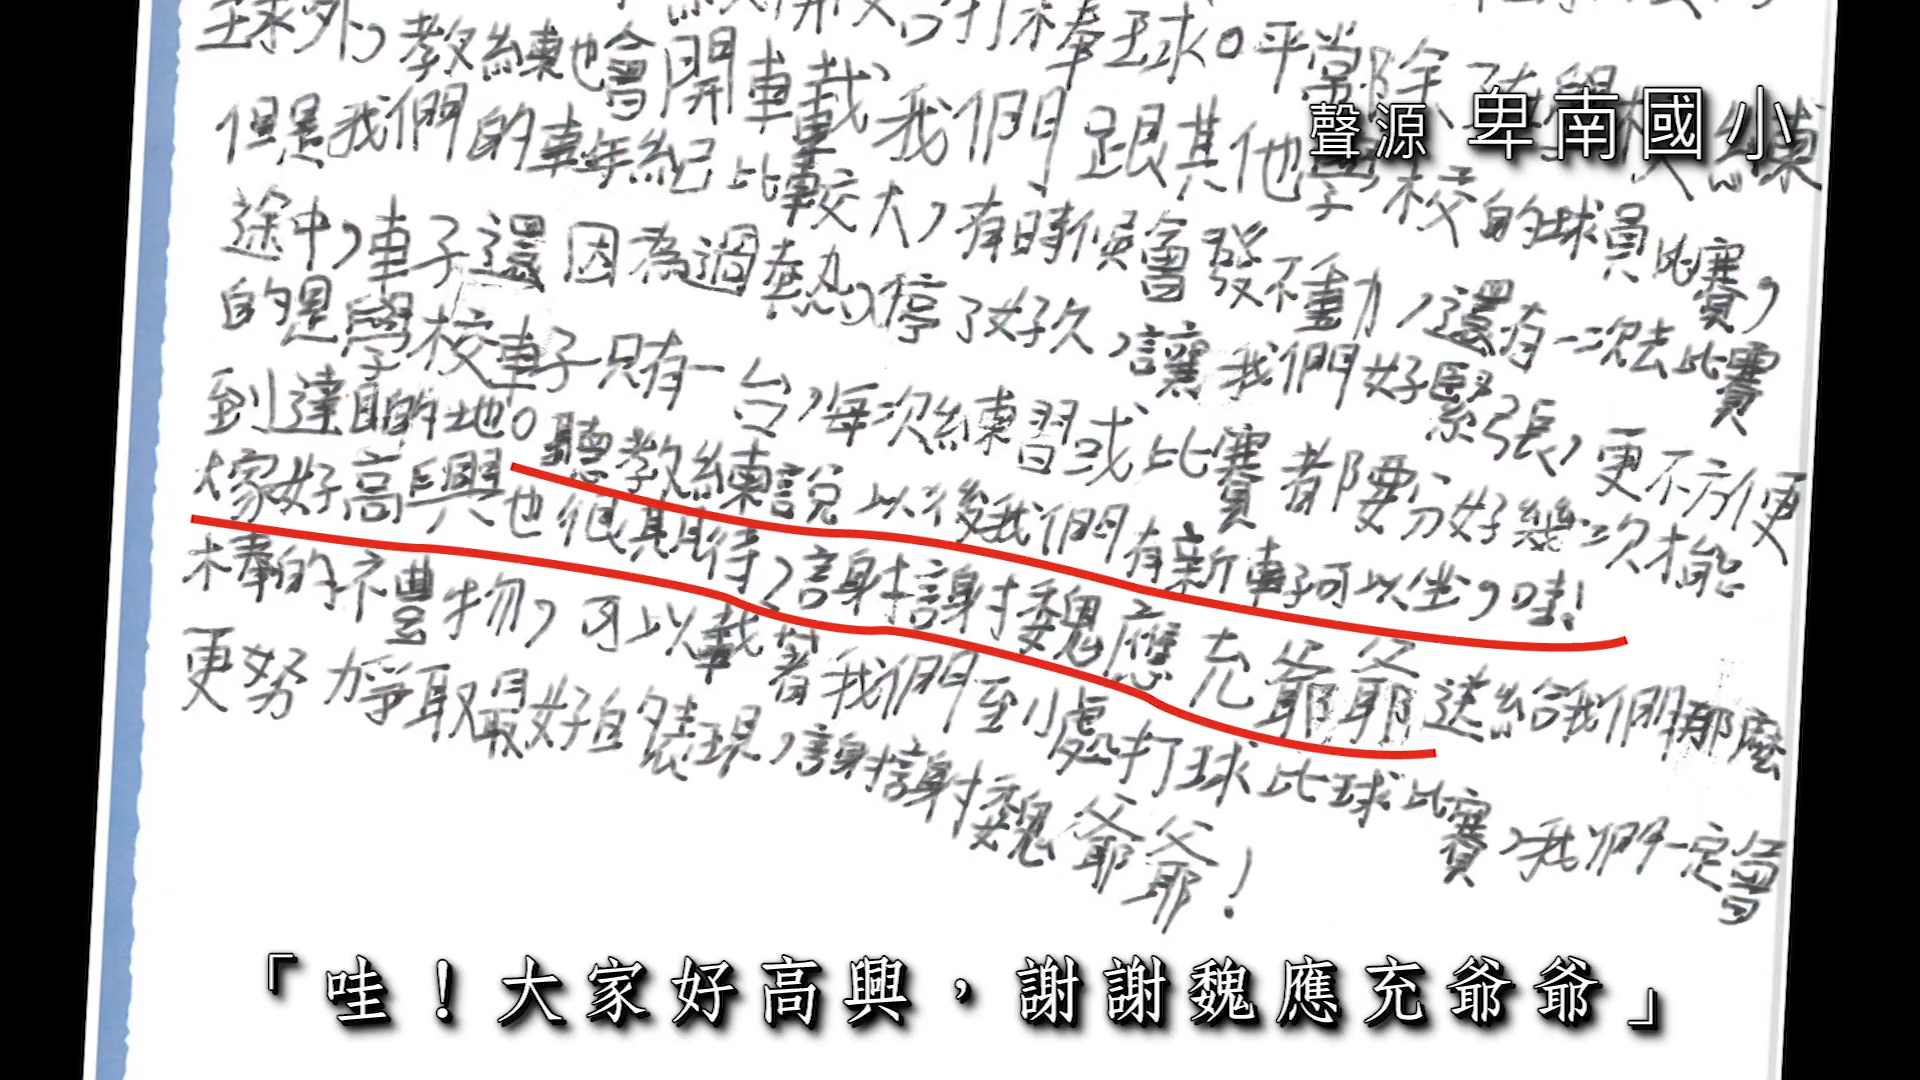 球外，教練也會開車載我們跟其他學校的球員比賽，
但是我們的車年紀比較大，有時候會發不動，還有一次去比賽
途中，車子還因為過熱，停了好久，讓我們好緊張，更不方便
的是學校車子只有一台，每次練習或比賽都要分好幾次才能
到達目的地。聽教練說以後我們有新車子可以坐，哇！
大家好高興也很期待，謝謝魏應充爺爺送給我們那麼
棒的禮物，可以載著我們到處打球比球比賽，我們一定會
更努力爭取最好自表現，謝謝魏爺爺！
聲源 卑南國小
「哇！大家好高興，謝謝魏應充爺爺」